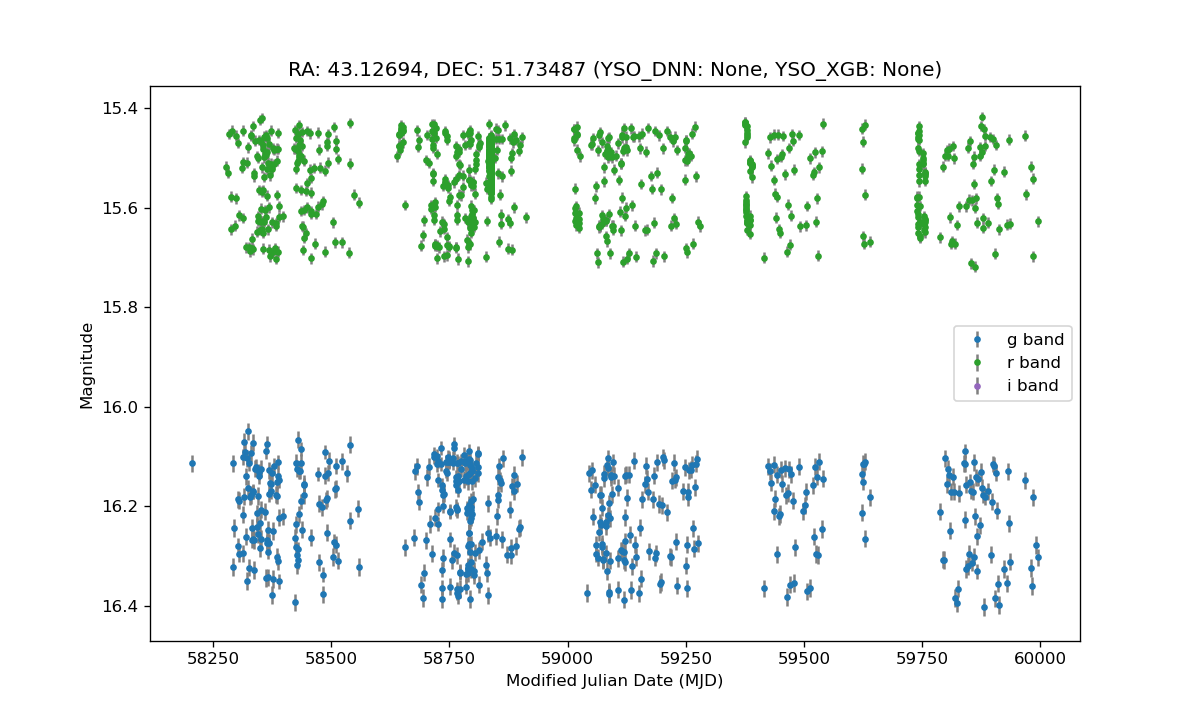 RA: 43.12694, DEC: 51.73487 (YSO_DNN: None, YSO_XGB: None)
15.4
15.6
15.8
16.0
16.2
16.4
Magnitude
g band
r band
i band
58250 58500 58750 59000 59250 59500 59750 60000
Modified Julian Date (MJD)